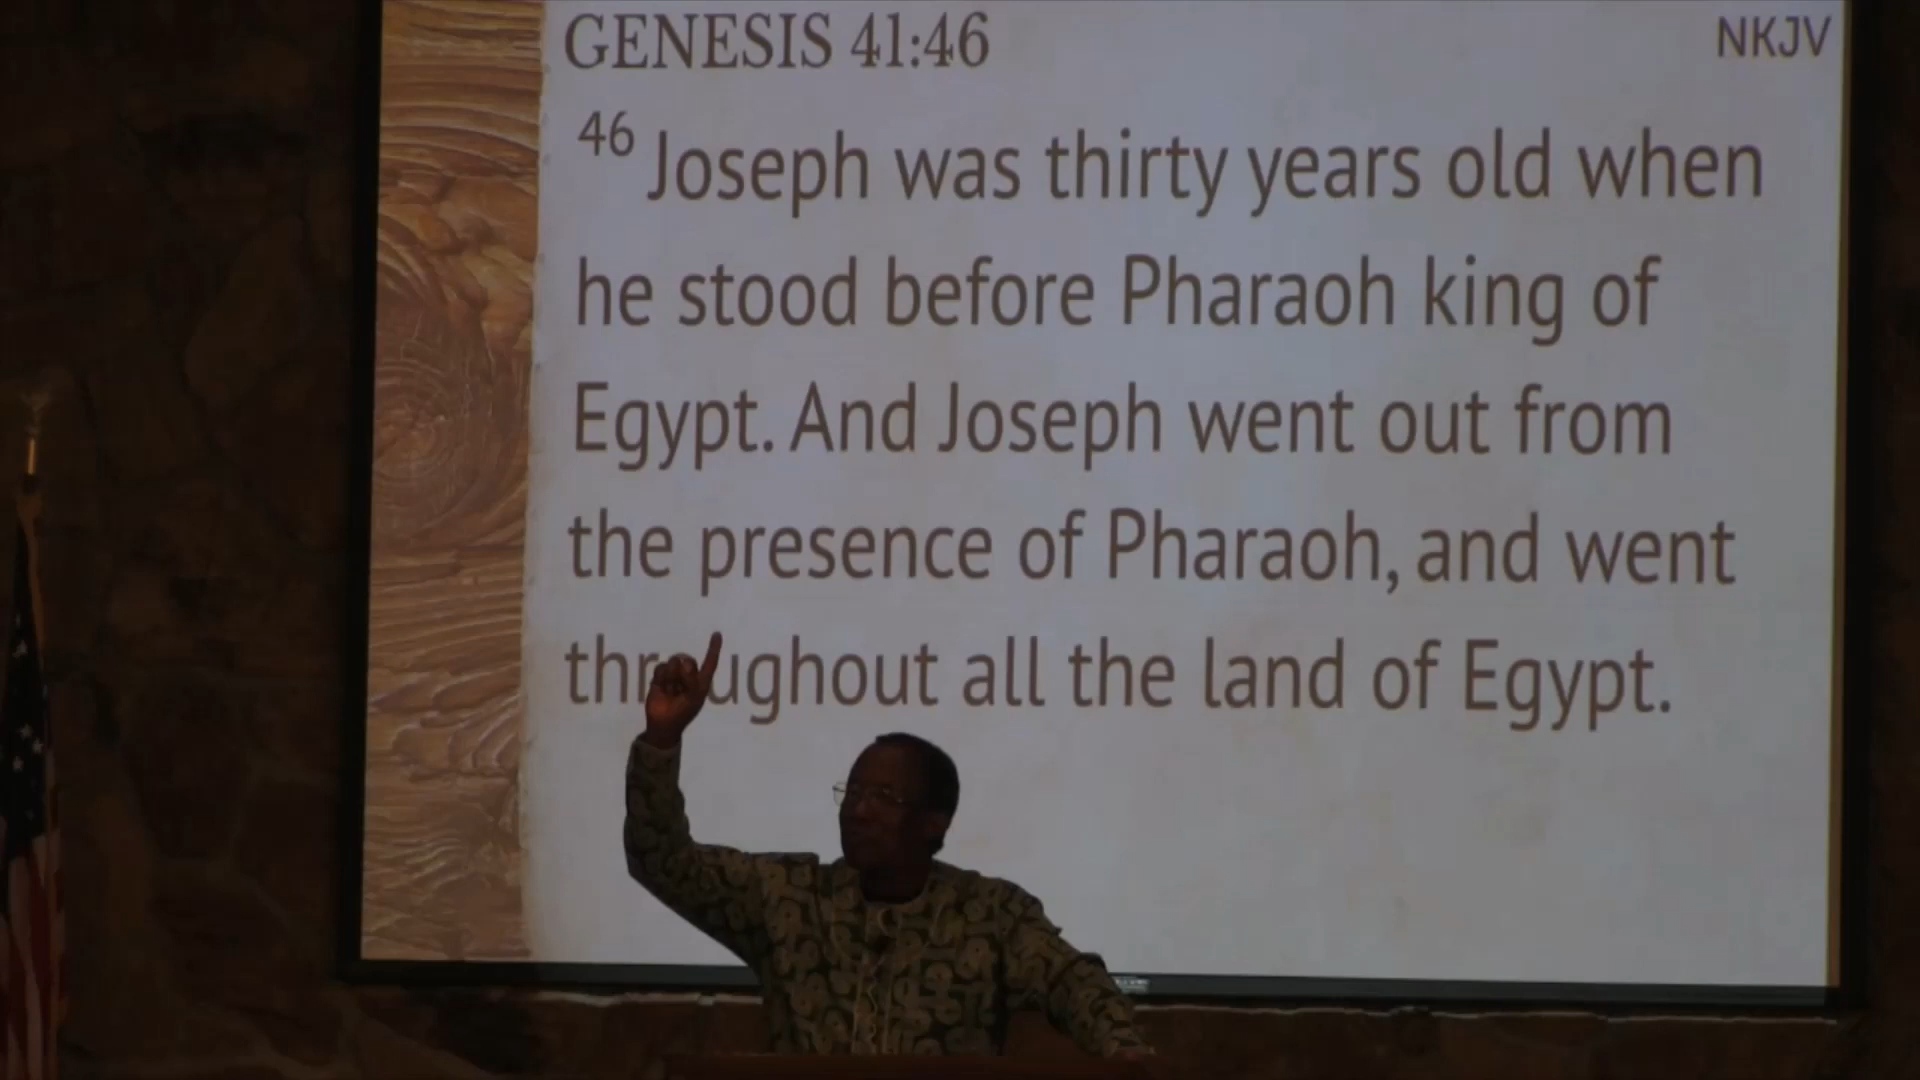 GENESIS 41:46 NKJV
46 Joseph was thirty years old when
he stood before Pharaoh king of
Egypt. And Joseph went out from
the presence of Pharaoh, and went
throughout all the land of Egypt.